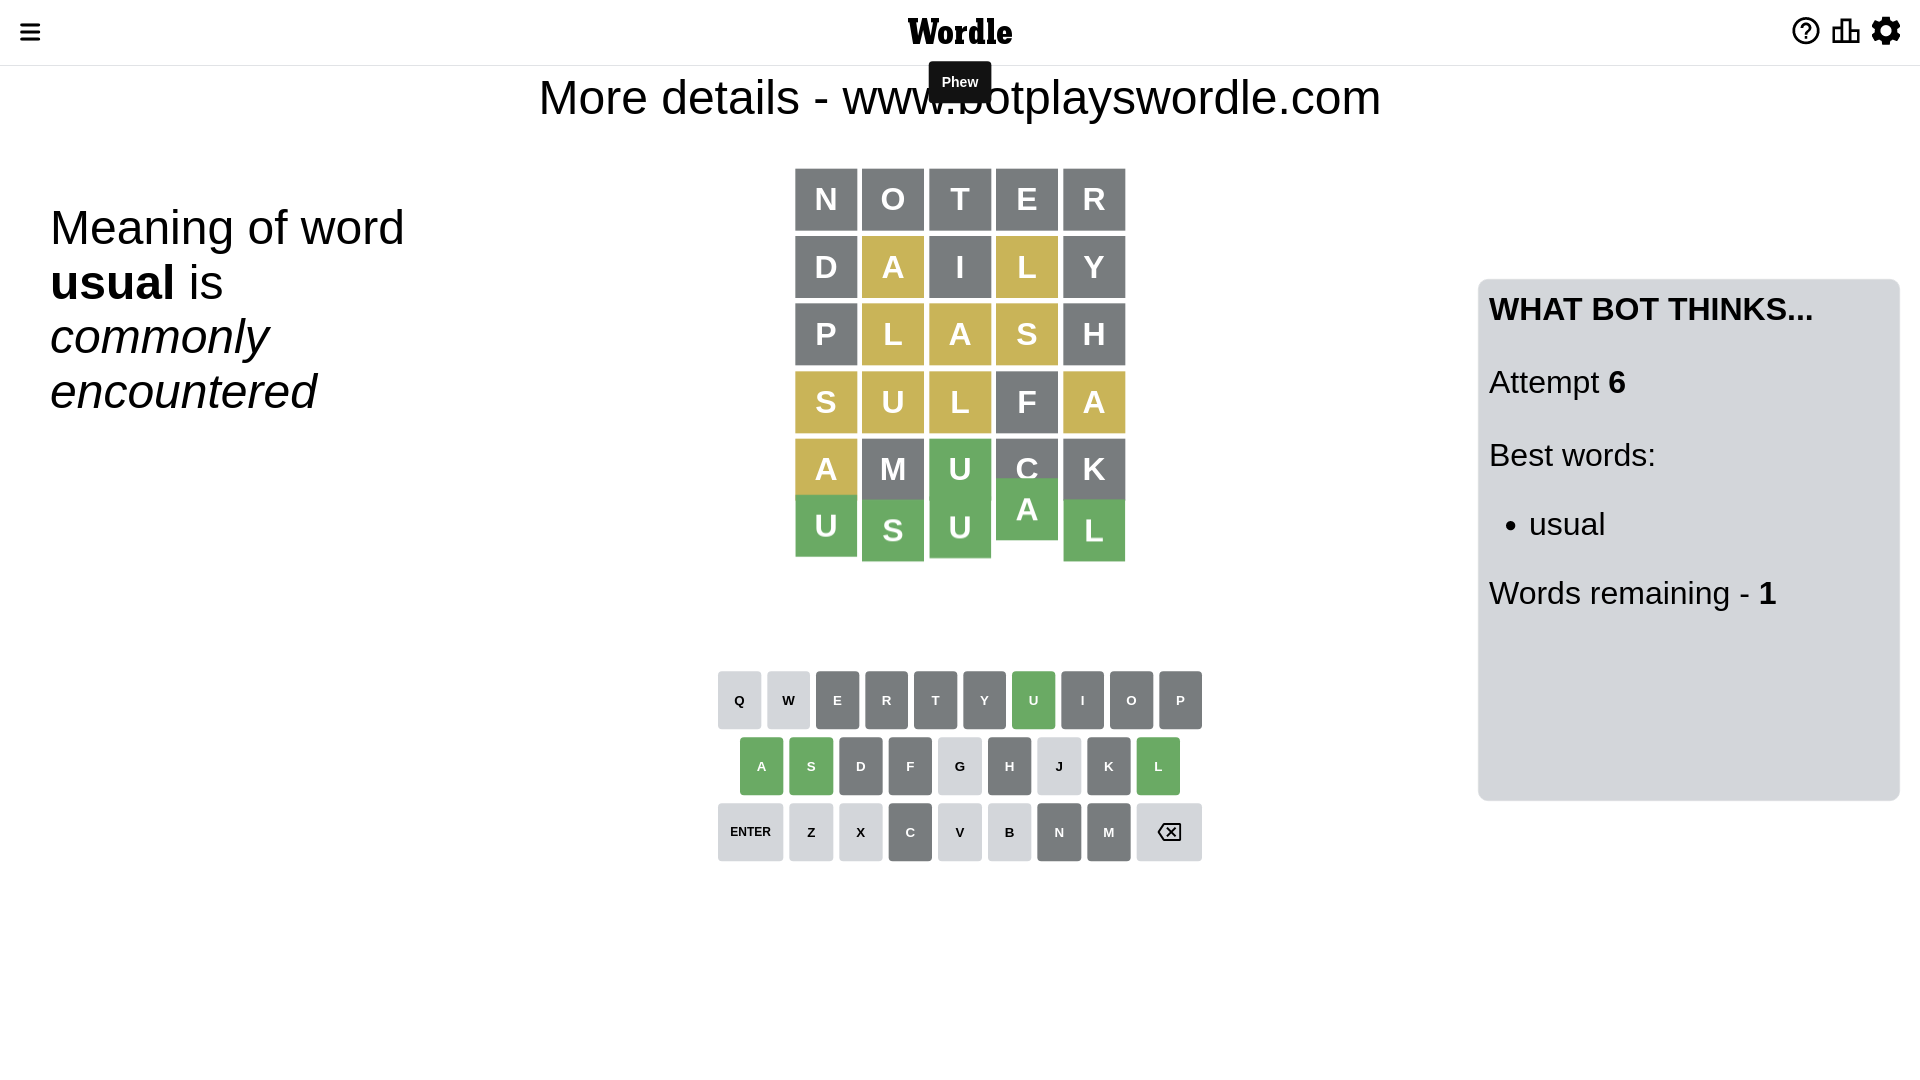 Wordle
Phew
More details - www.botplayswordle.com
Meaning of word
usual is
commonly
encountered
N O T E R
D A I L Y
P L A S H
S U L F A
A M U C K
U S U A L
WHAT BOT THINKS...
Attempt 6
Best words:
• usual
Words remaining - 1
Q W E R T Y U I O P
A S D F G H J K L
ENTER Z X C V B N M